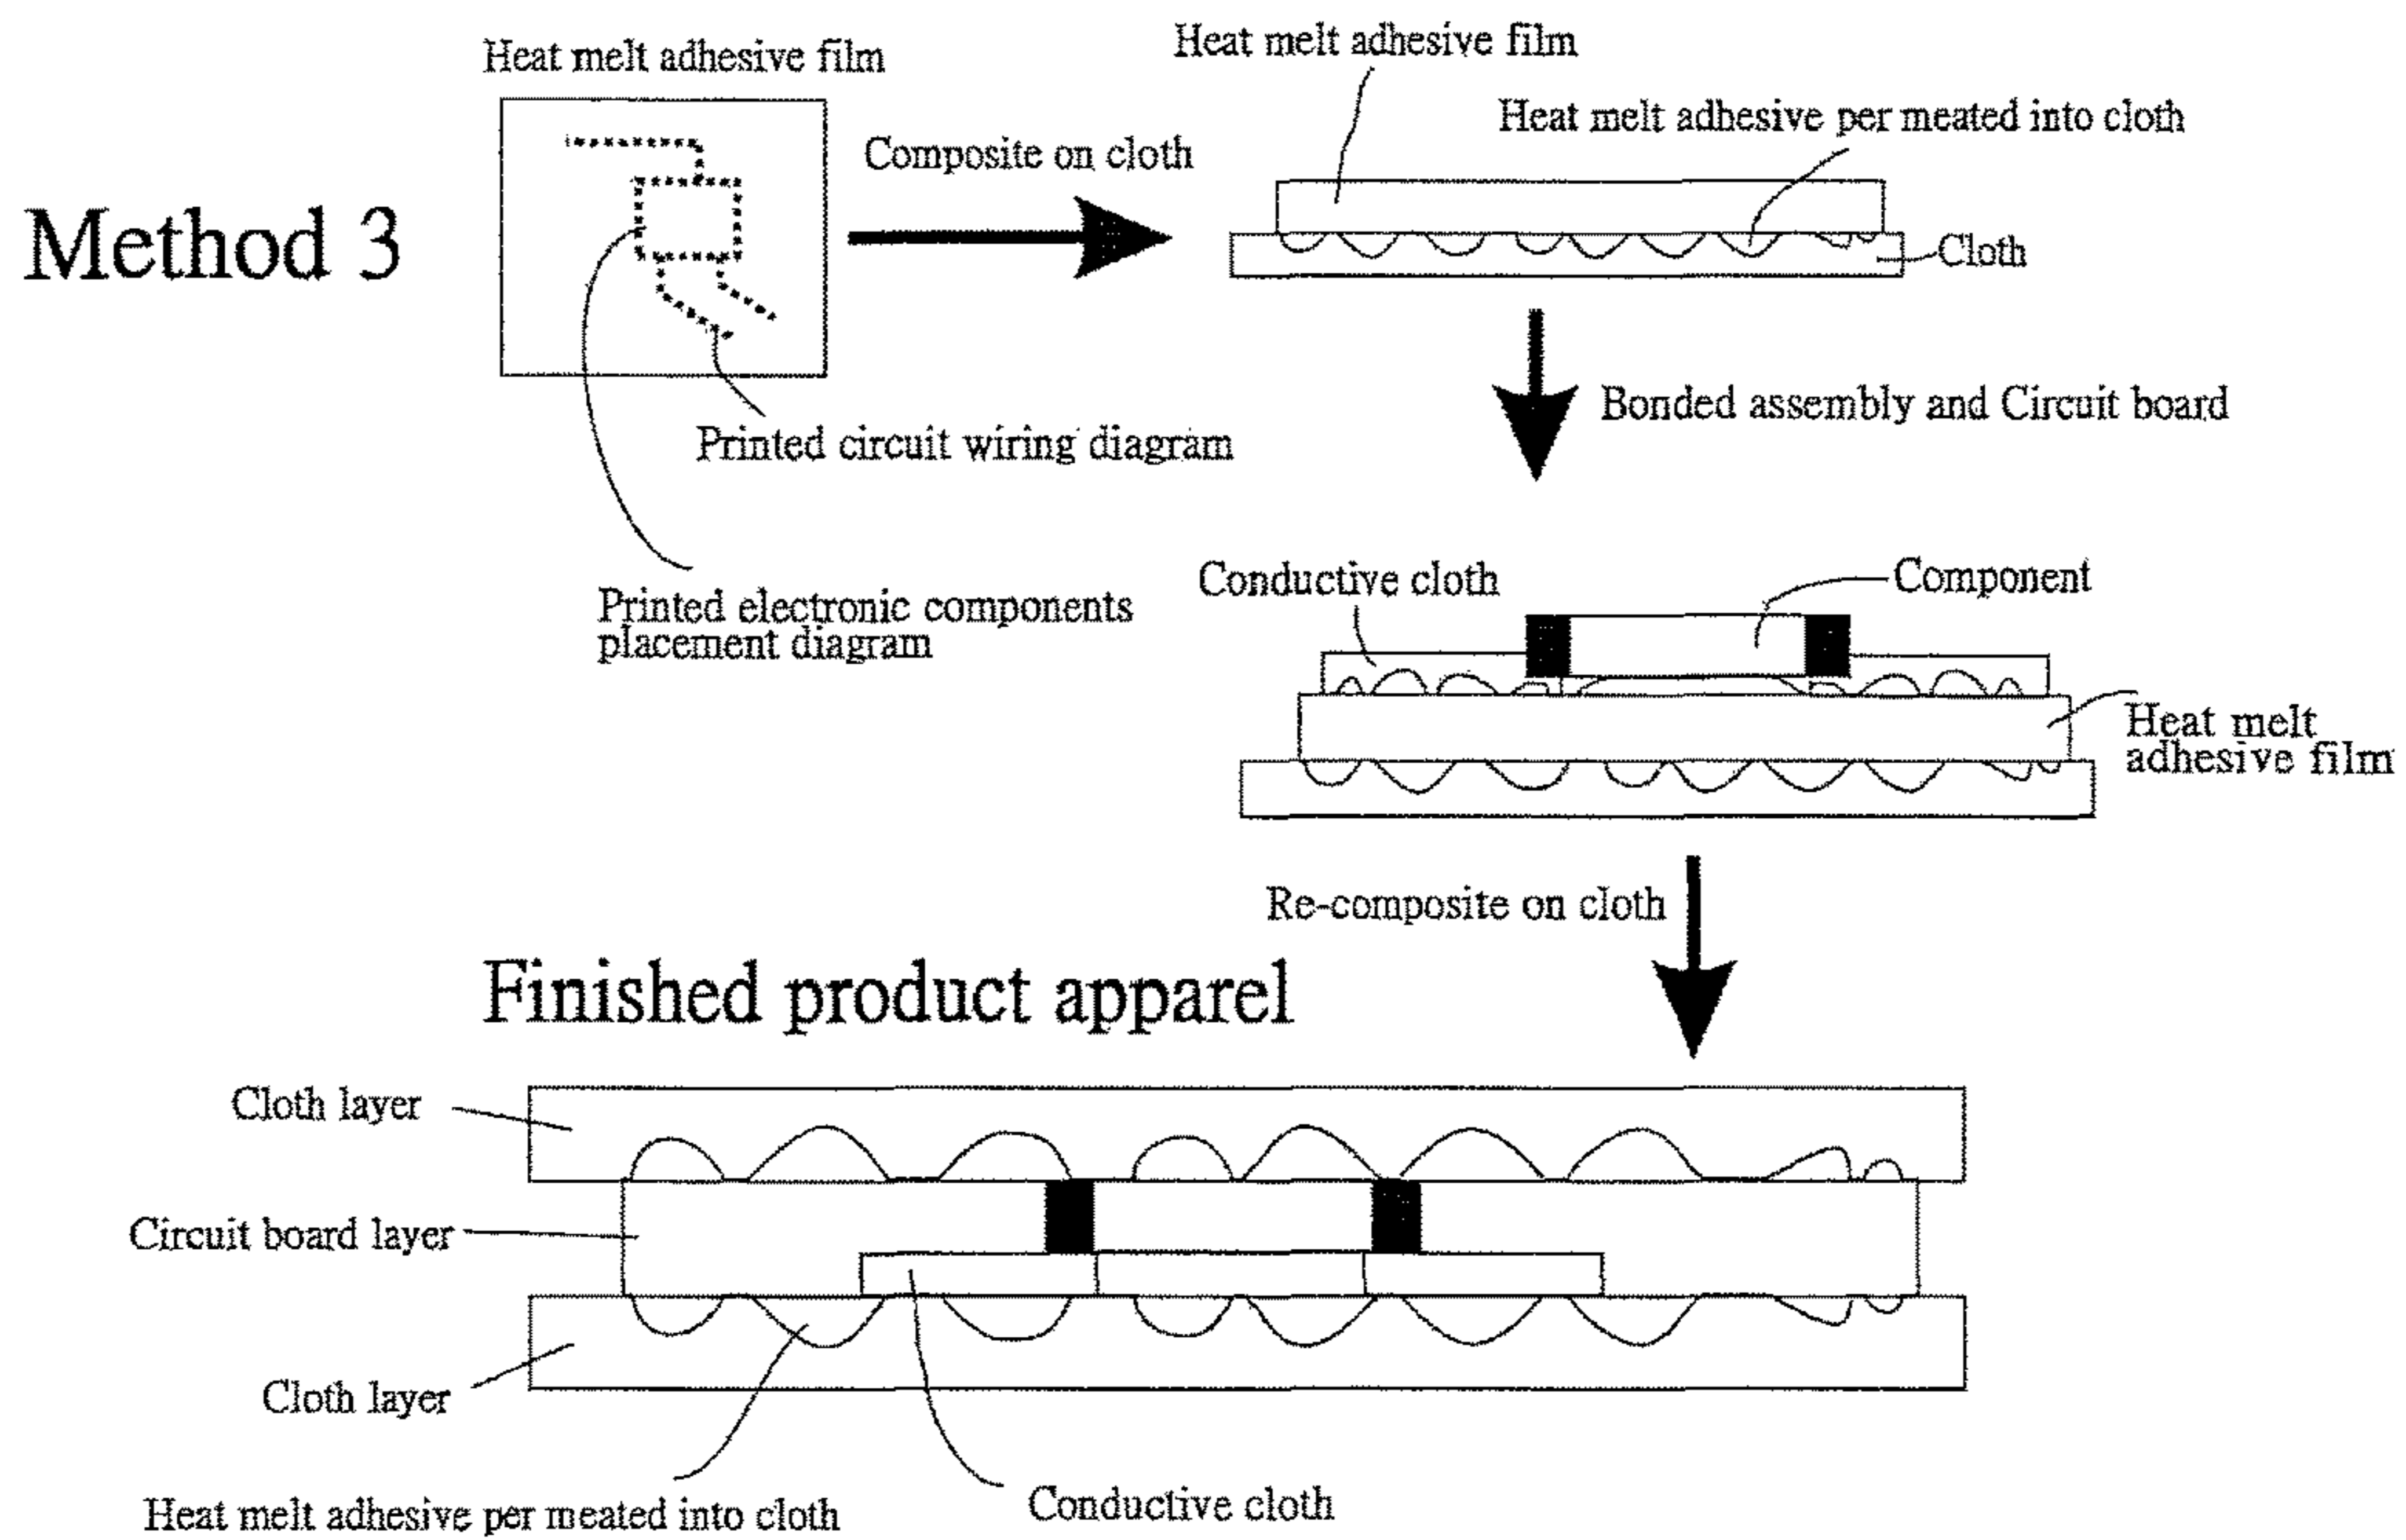 Method 3
Heat melt adhesive film
Printed circuit wiring diagram
Printed electronic components
placement diagram
Composite on cloth
Heat melt adhesive film
Heat melt adhesive per meated into cloth
Cloth
Bonded assembly and Circuit board
Conductive cloth
Component
Heat melt
adhesive film
Re-composite on cloth
Finished product apparel
Cloth layer
Circuit board layer
Cloth layer
Heat melt adhesive per meated into cloth
Conductive cloth